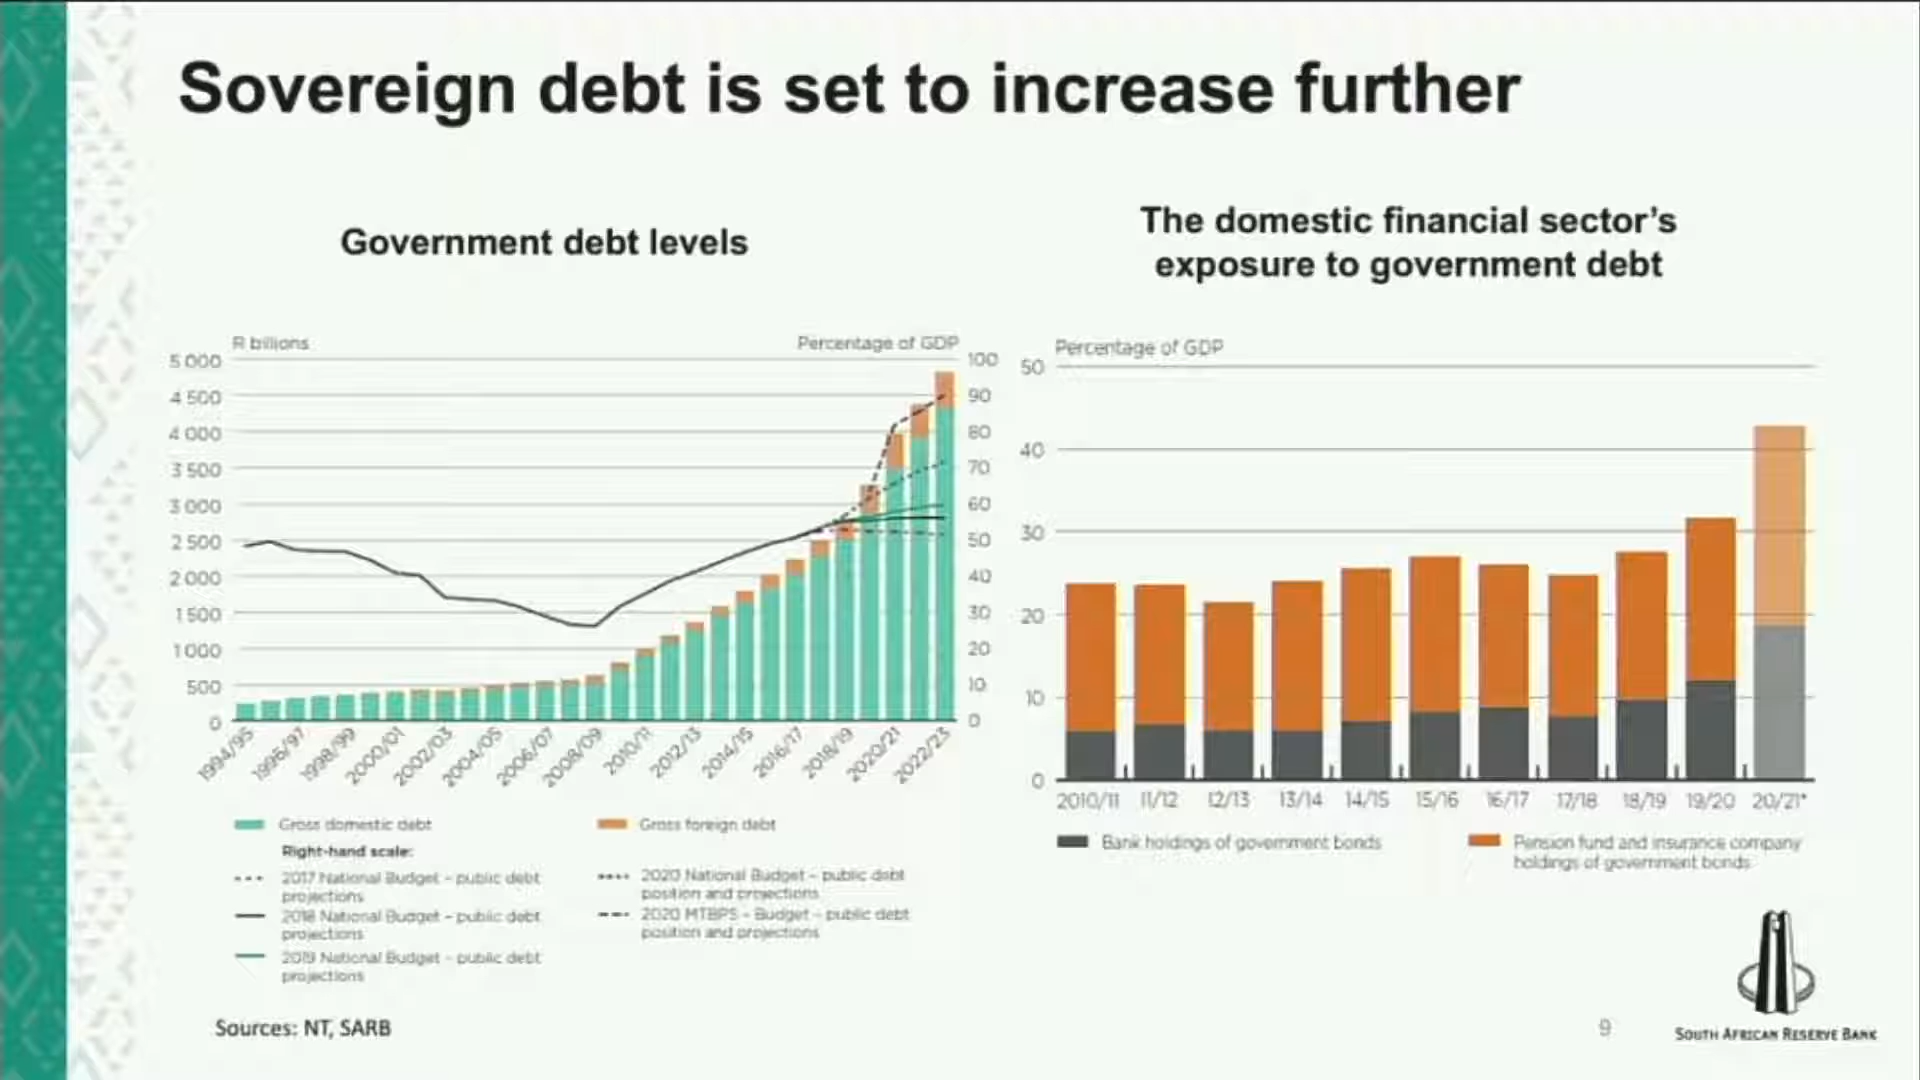 Sovereign debt is set to increase further
Government debt levels
R billions
Percentage of GDP
5 000
4 500
4 000
3 500
3 000
2 500
2 000
1 500
1 000
500
0
100
90
80
70
60
50
40
30
20
10
0
1994/95
1996/97
1998/99
2000/01
2002/03
2004/05
2006/07
2008/09
2010/11
2012/13
2014/15
2016/17
2018/19
2020/21
2022/23
Gross domestic debt
Gross foreign debt
Right-hand scale:
2017 National Budget – public debt
projections
2018 National Budget – public debt
projections
2019 National Budget – public debt
projections
2020 National Budget – public debt
position and projections
2020 MTBPS – Budget – public debt
position and projections
The domestic financial sector’s
exposure to government debt
Percentage of GDP
50
40
30
20
10
0
2010/11
11/12
12/13
13/14
14/15
15/16
16/17
17/18
18/19
19/20
20/21*
Bank holdings of government bonds
Pension fund and insurance company
holdings of government bonds
Sources: NT, SARB
9
SOUTH AFRICAN RESERVE BANK